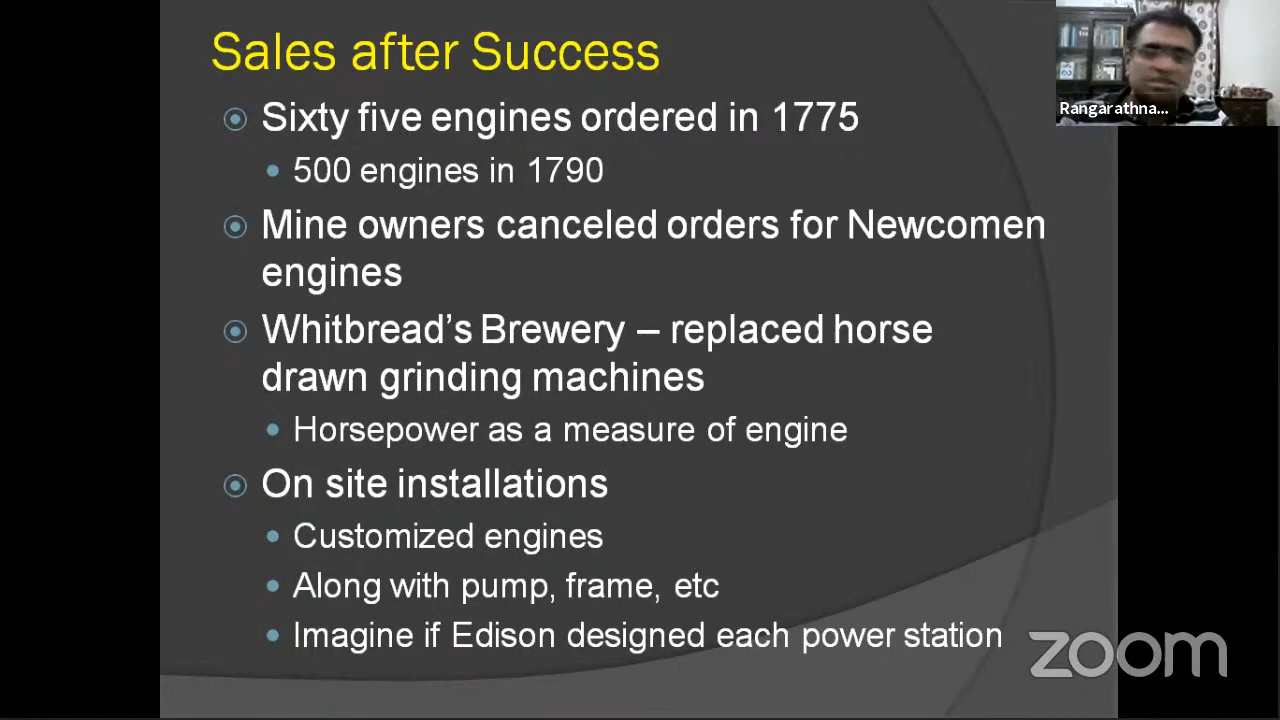 Sales after Success
Sixty five engines ordered in 1775
500 engines in 1790
Mine owners canceled orders for Newcomen
engines
Whitbread's Brewery – replaced horse
drawn grinding machines
Horsepower as a measure of engine
On site installations
Customized engines
Along with pump, frame, etc
Imagine if Edison designed each power station
Rangarathna...
zoom